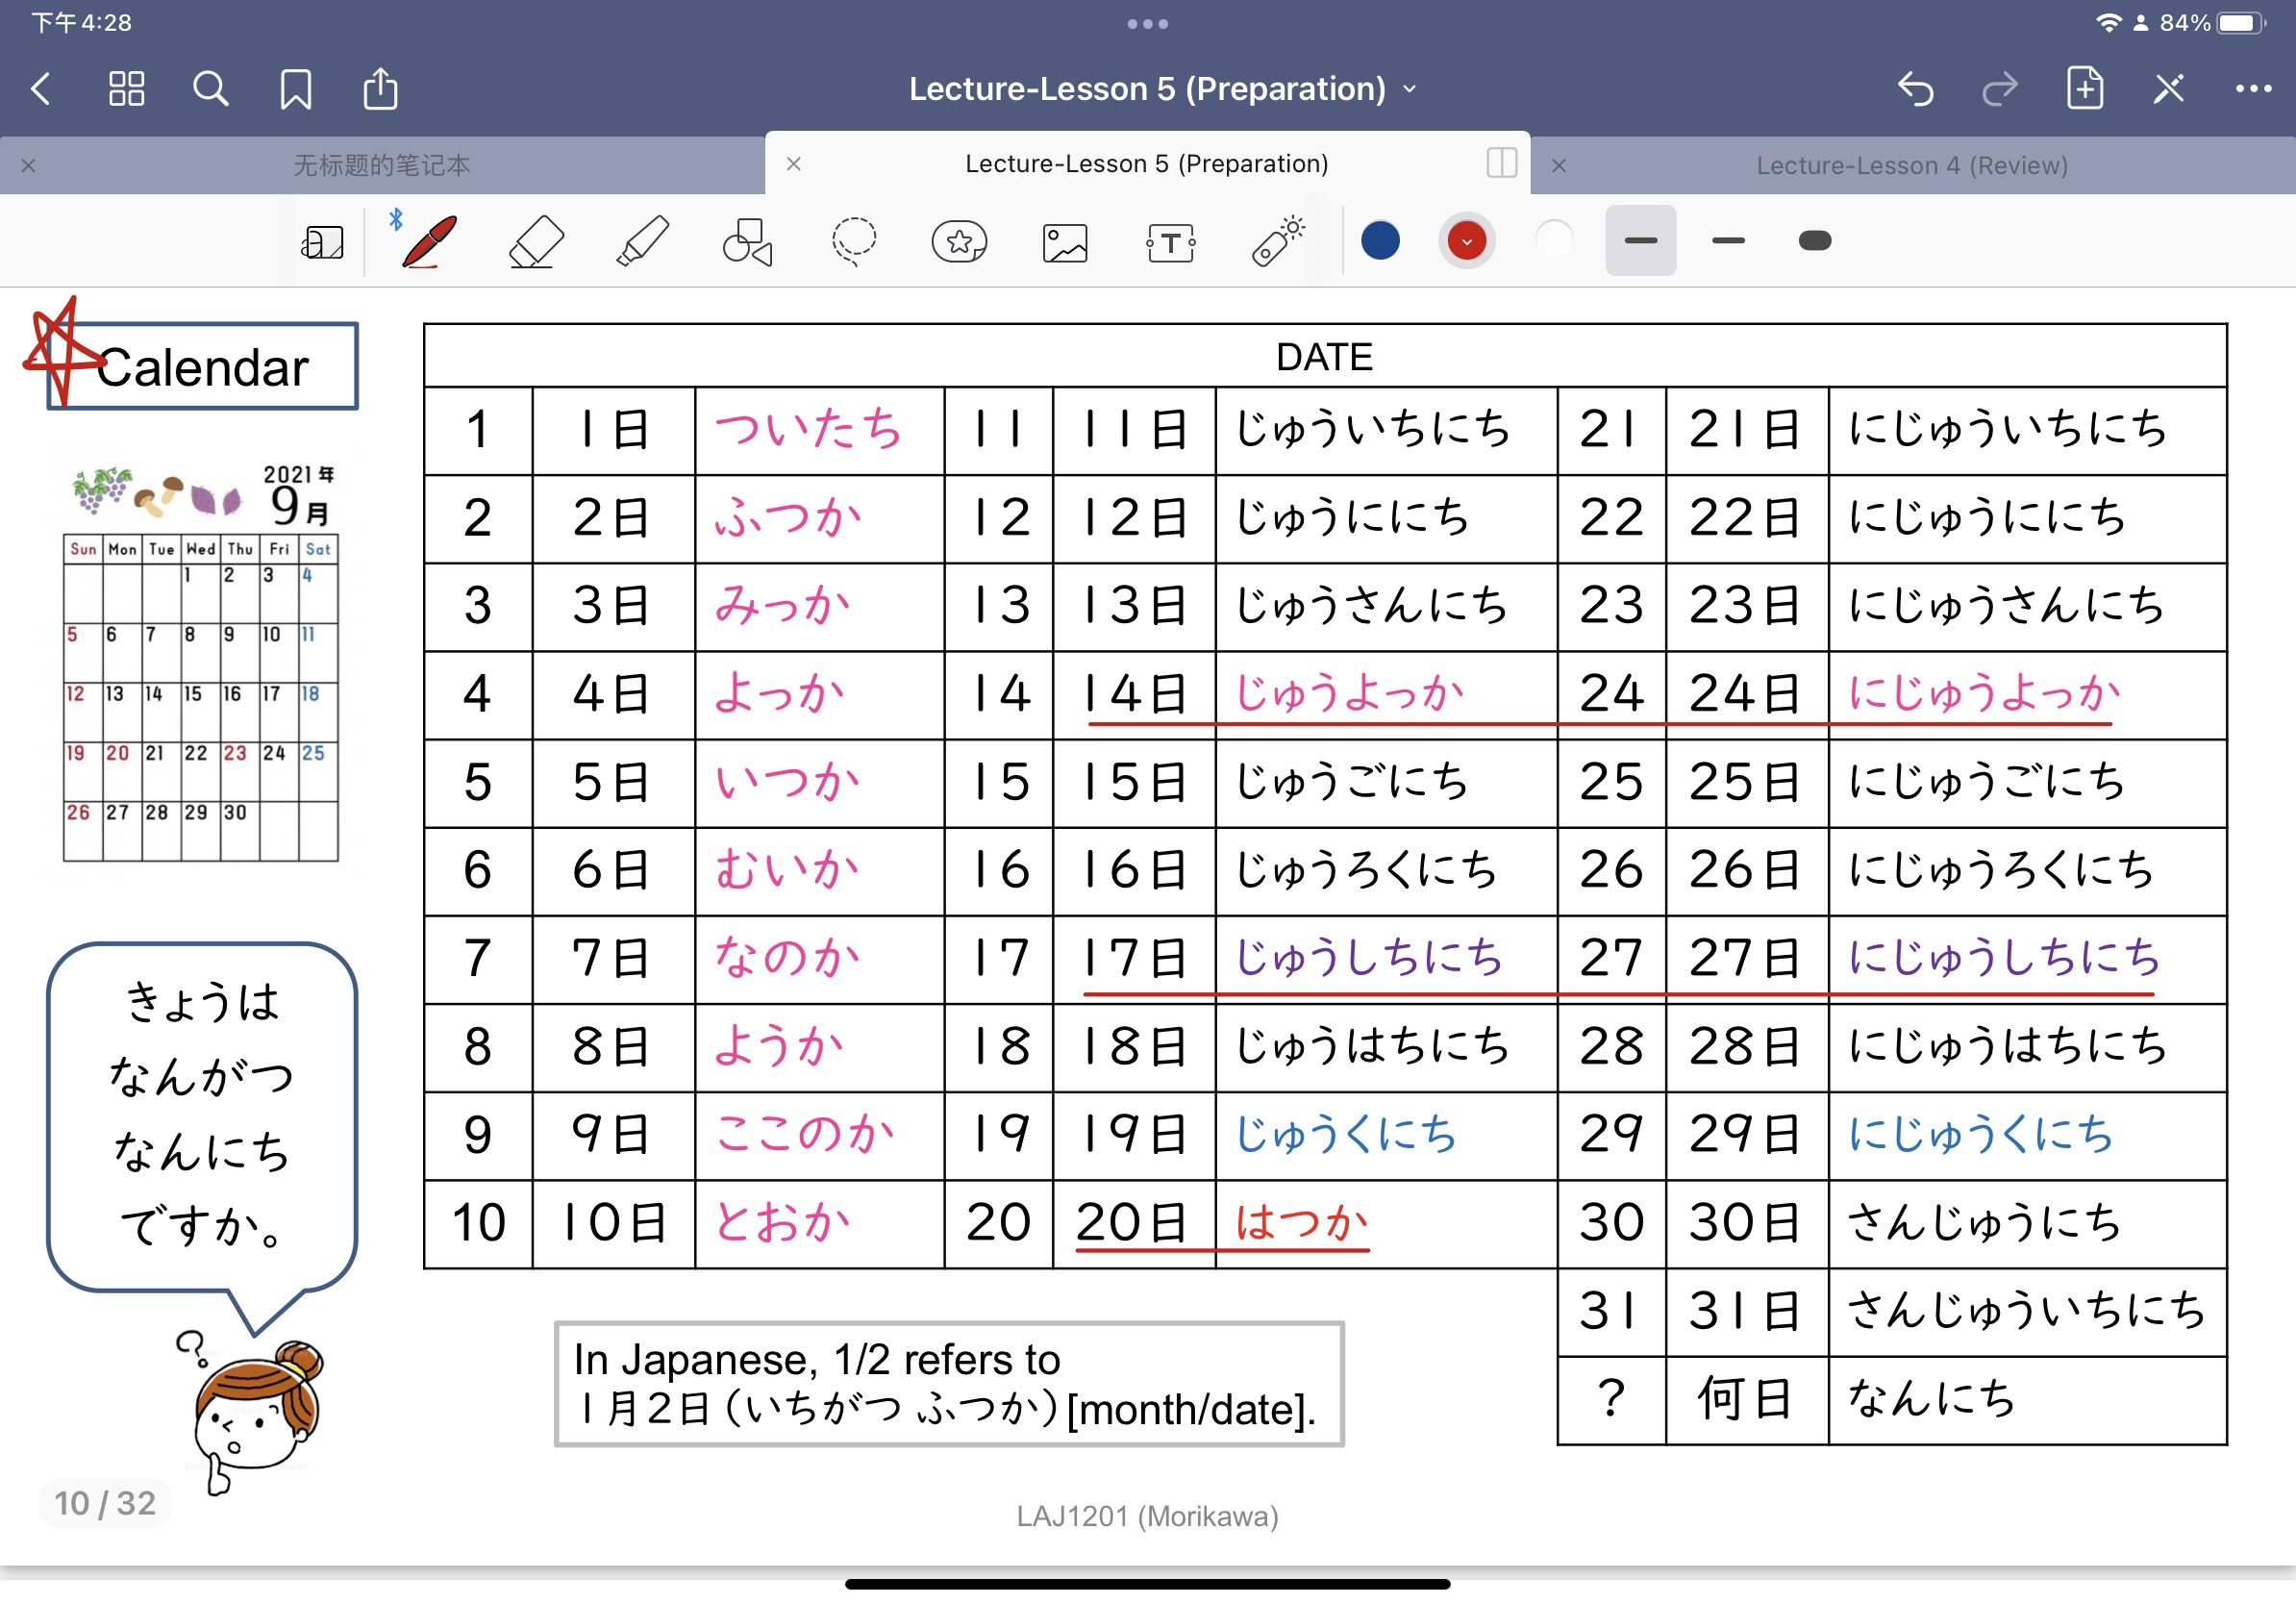 下午4:28
84%
Lecture-Lesson 5 (Preparation)
无标题的笔记本
Lecture-Lesson 5 (Preparation)
Lecture-Lesson 4 (Review)
Calendar
2021年
9月
Sun Mon Tue Wed Thu Fri Sat
1 2 3 4
5 6 7 8 9 10 11
12 13 14 15 16 17 18
19 20 21 22 23 24 25
26 27 28 29 30
きょうは
なんがつ
なんにち
ですか。
?
DATE
1 1日 ついたち 11 11日 じゅういちにち 21 21日 にじゅういちにち
2 2日 ふつか 12 12日 じゅうににち 22 22日 にじゅうににち
3 3日 みっか 13 13日 じゅうさんにち 23 23日 にじゅうさんにち
4 4日 よっか 14 14日 じゅうよっか 24 24日 にじゅうよっか
5 5日 いつか 15 15日 じゅうごにち 25 25日 にじゅうごにち
6 6日 むいか 16 16日 じゅうろくにち 26 26日 にじゅうろくにち
7 7日 なのか 17 17日 じゅうしちにち 27 27日 にじゅうしちにち
8 8日 ようか 18 18日 じゅうはちにち 28 28日 にじゅうはちにち
9 9日 ここのか 19 19日 じゅうくにち 29 29日 にじゅうくにち
10 10日 とおか 20 20日 はつか 30 30日 さんじゅうにち
31 31日 さんじゅういちにち
? 何日 なんにち
In Japanese, 1/2 refers to
1月2日(いちがつ ふつか)[month/date].
10 / 32
LAJ1201 (Morikawa)